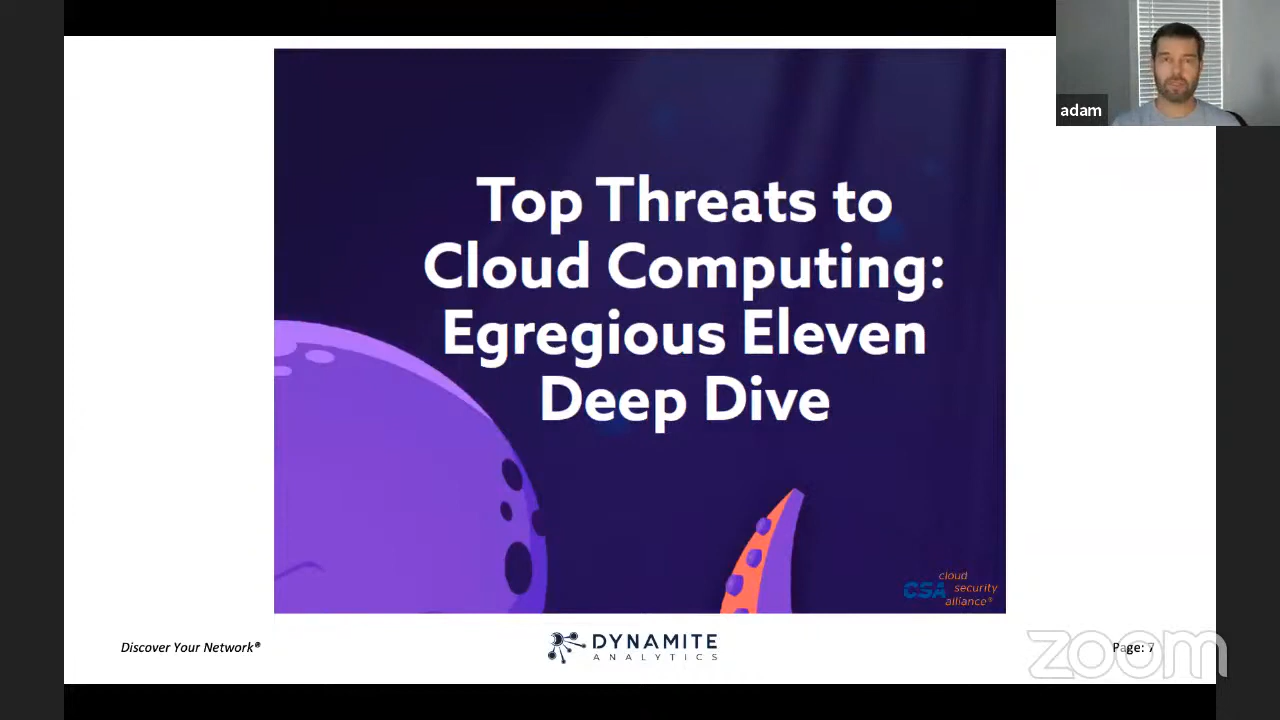 adam
Top Threats to
Cloud Computing:
Egregious Eleven
Deep Dive
CSA cloud
security
alliance®
Discover Your Network®
DYNAMITE
ANALYTICS
Page: 7
zoom